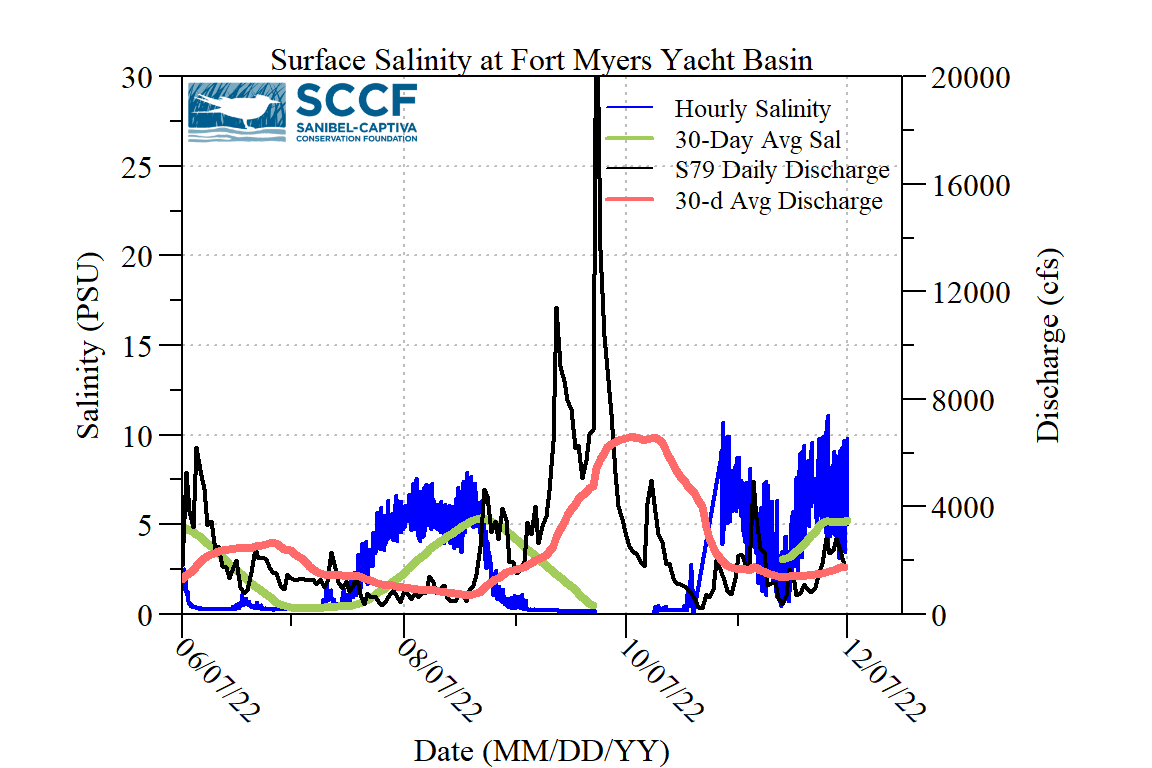 Surface Salinity at Fort Myers Yacht Basin
SCCF
SANIBEL-CAPTIVA
CONSERVATION FOUNDATION
Hourly Salinity
30-Day Avg Sal
S79 Daily Discharge
30-d Avg Discharge
Salinity (PSU)
30
25
20
15
10
5
0
20000
16000
12000
8000
4000
0
Discharge (cfs)
06/07/22
08/07/22
10/07/22
12/07/22
Date (MM/DD/YY)